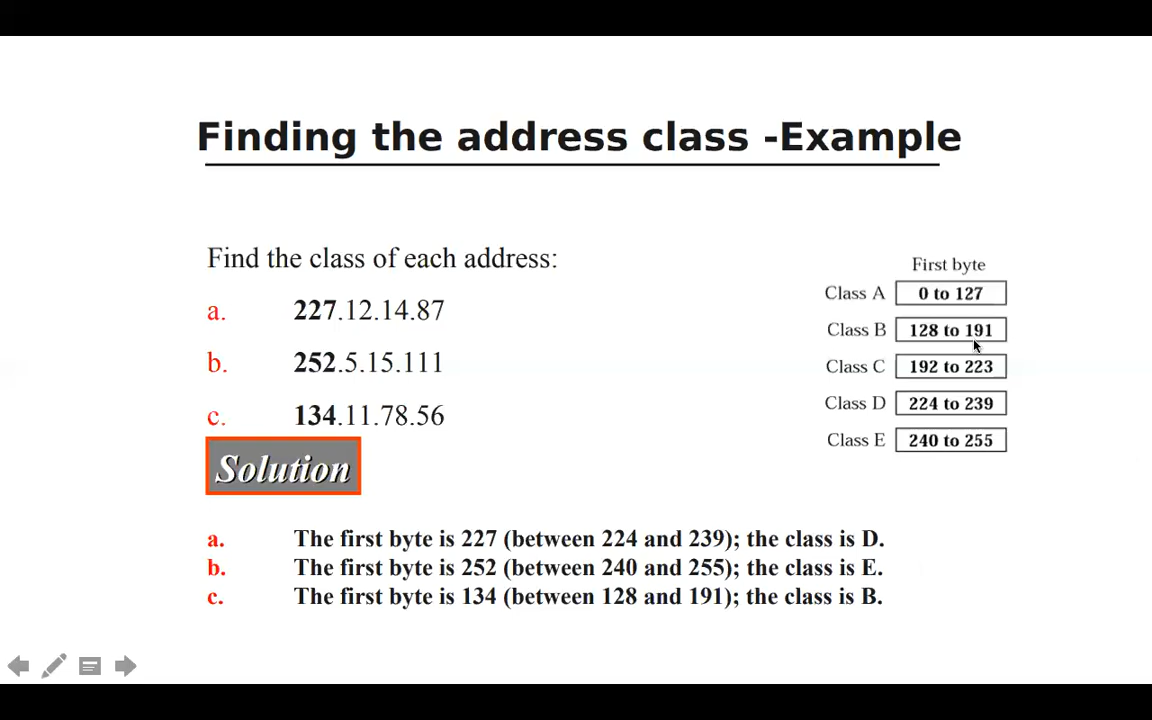 Finding the address class -Example
Find the class of each address:
a. 227.12.14.87
b. 252.5.15.111
c. 134.11.78.56
First byte
Class A 0 to 127
Class B 128 to 191
Class C 192 to 223
Class D 224 to 239
Class E 240 to 255
Solution
a. The first byte is 227 (between 224 and 239); the class is D.
b. The first byte is 252 (between 240 and 255); the class is E.
c. The first byte is 134 (between 128 and 191); the class is B.